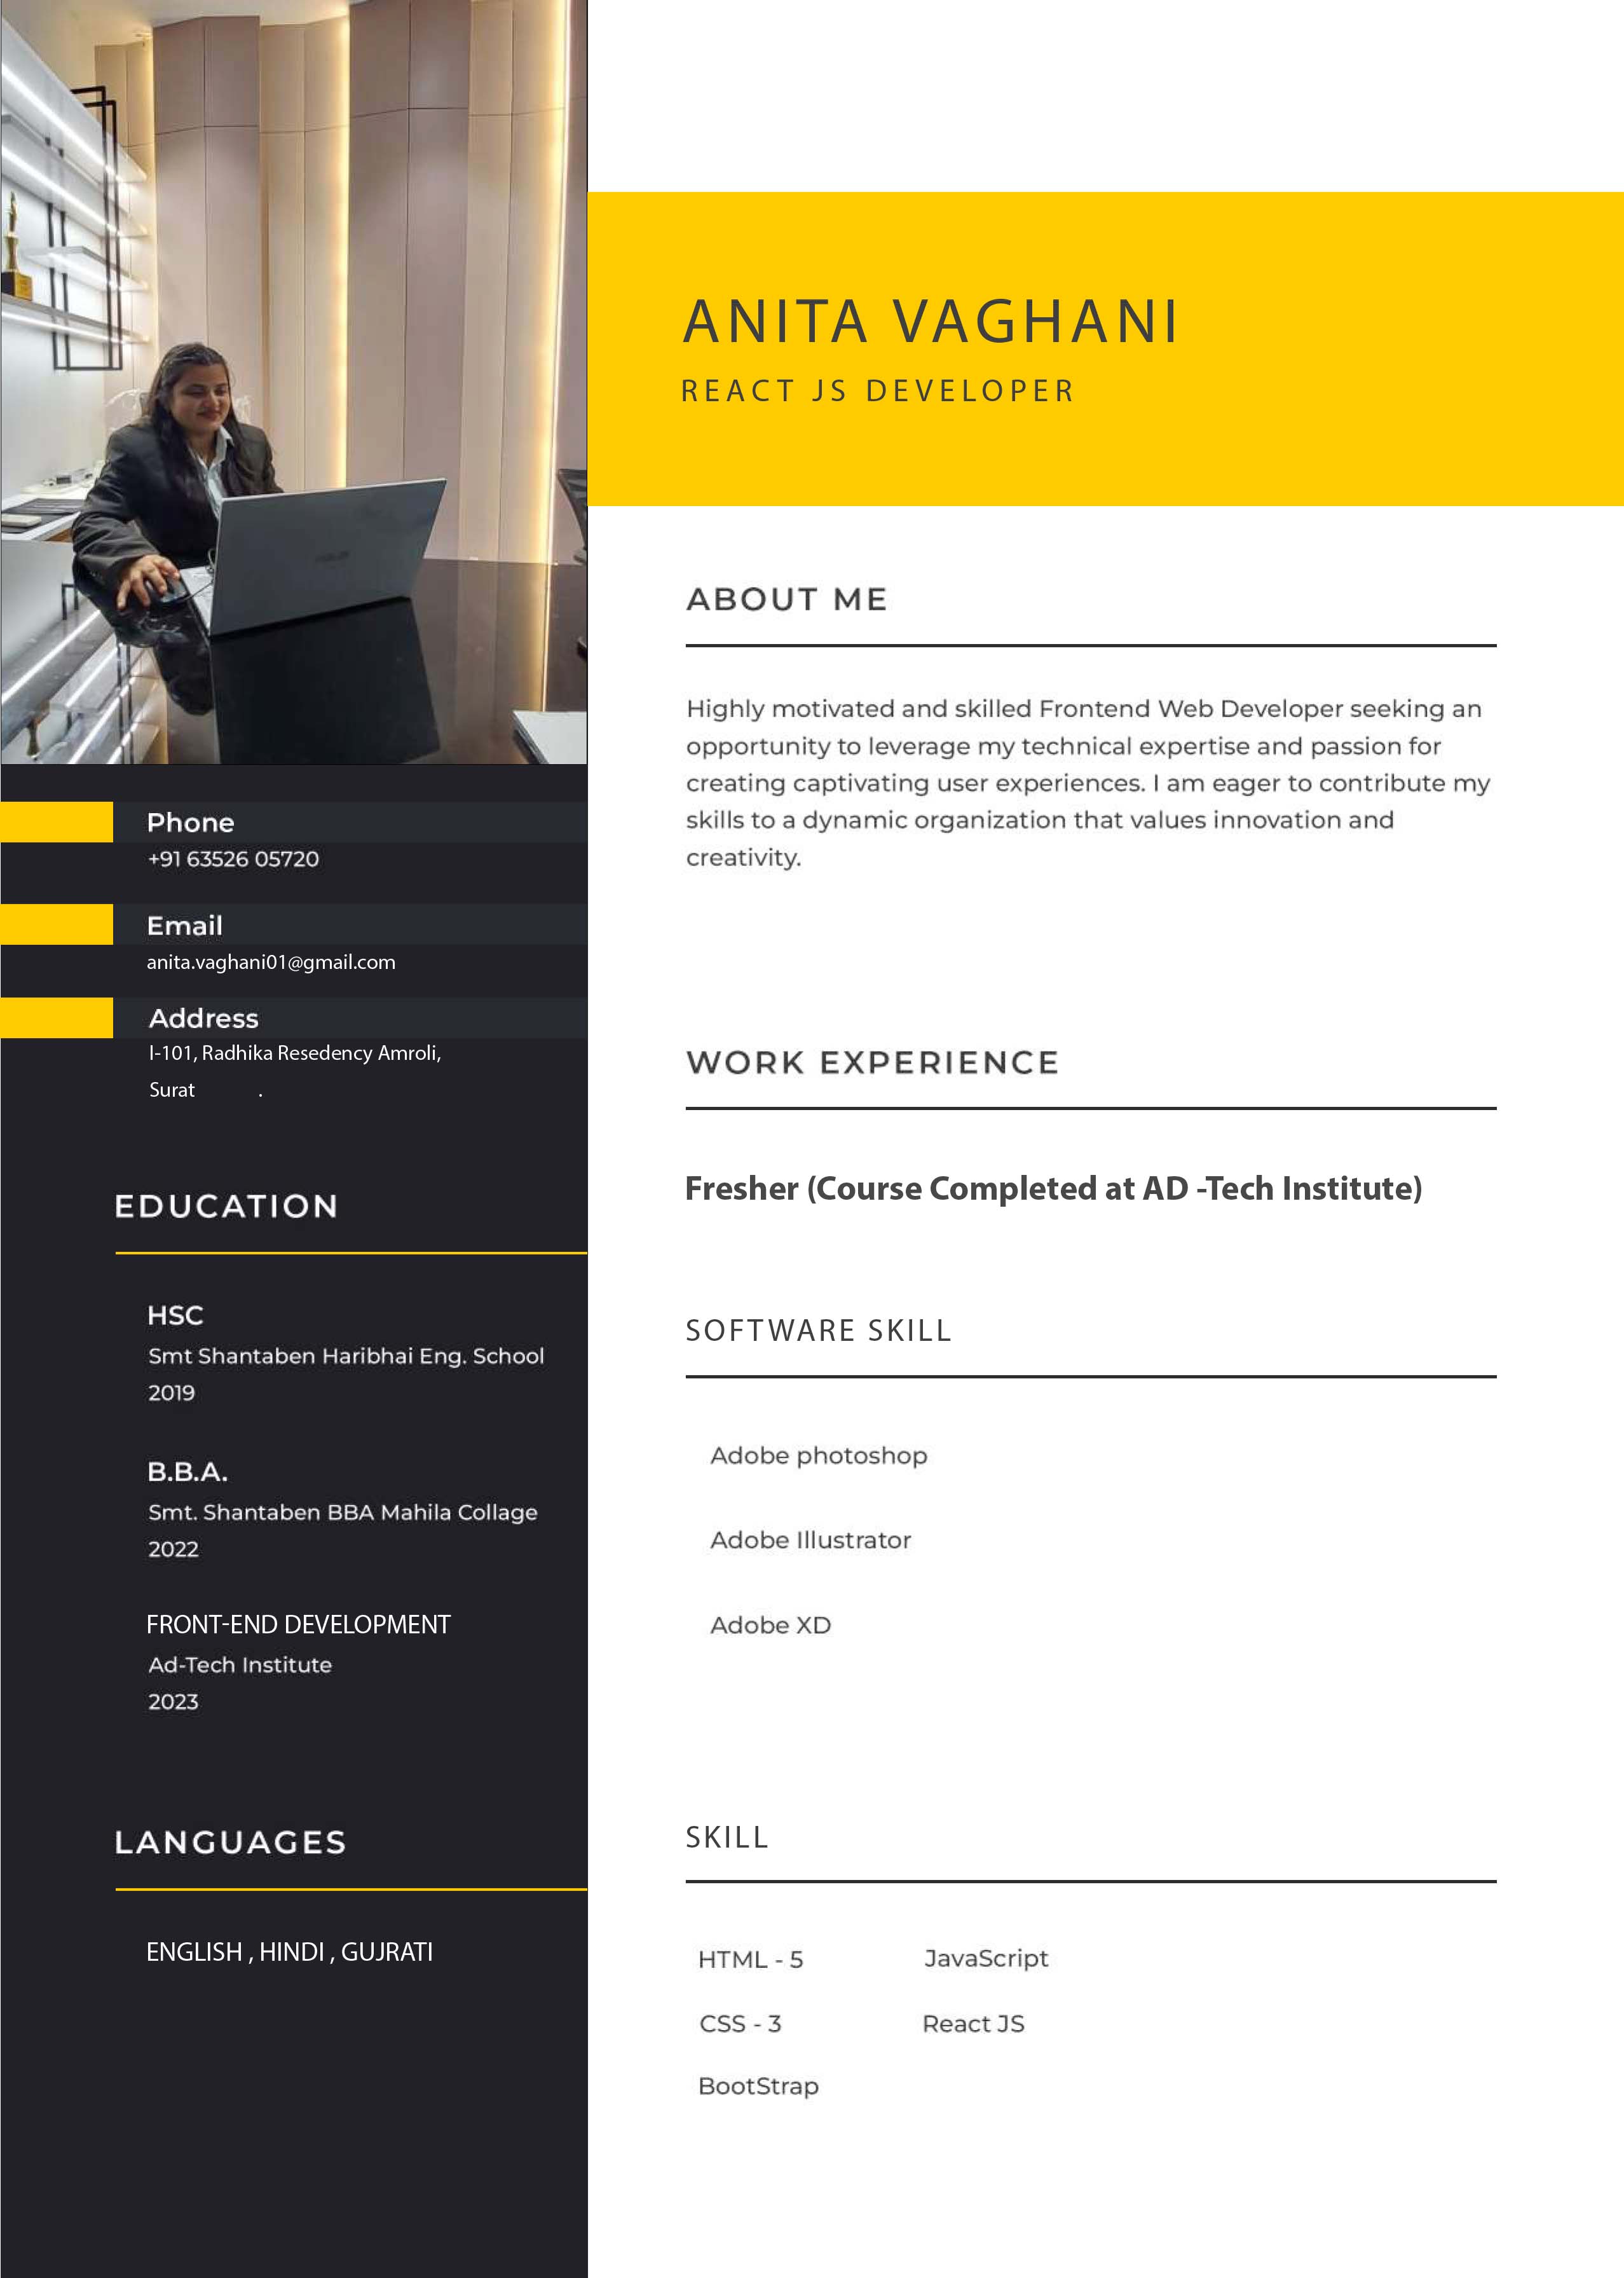 ANITA VAGHANI
REACT JS DEVELOPER
Phone
+91 63526 05720
Email
anita.vaghani01@gmail.com
Address
I-101, Radhika Resedency Amroli,
Surat .
EDUCATION
HSC
Smt Shantaben Haribhai Eng. School
2019
B.B.A.
Smt. Shantaben BBA Mahila Collage
2022
FRONT-END DEVELOPMENT
Ad-Tech Institute
2023
LANGUAGES
ENGLISH , HINDI , GUJRATI
ABOUT ME
Highly motivated and skilled Frontend Web Developer seeking an
opportunity to leverage my technical expertise and passion for
creating captivating user experiences. I am eager to contribute my
skills to a dynamic organization that values innovation and
creativity.
WORK EXPERIENCE
Fresher (Course Completed at AD -Tech Institute)
SOFTWARE SKILL
Adobe photoshop
Adobe Illustrator
Adobe XD
SKILL
HTML - 5 JavaScript
CSS - 3 React JS
BootStrap